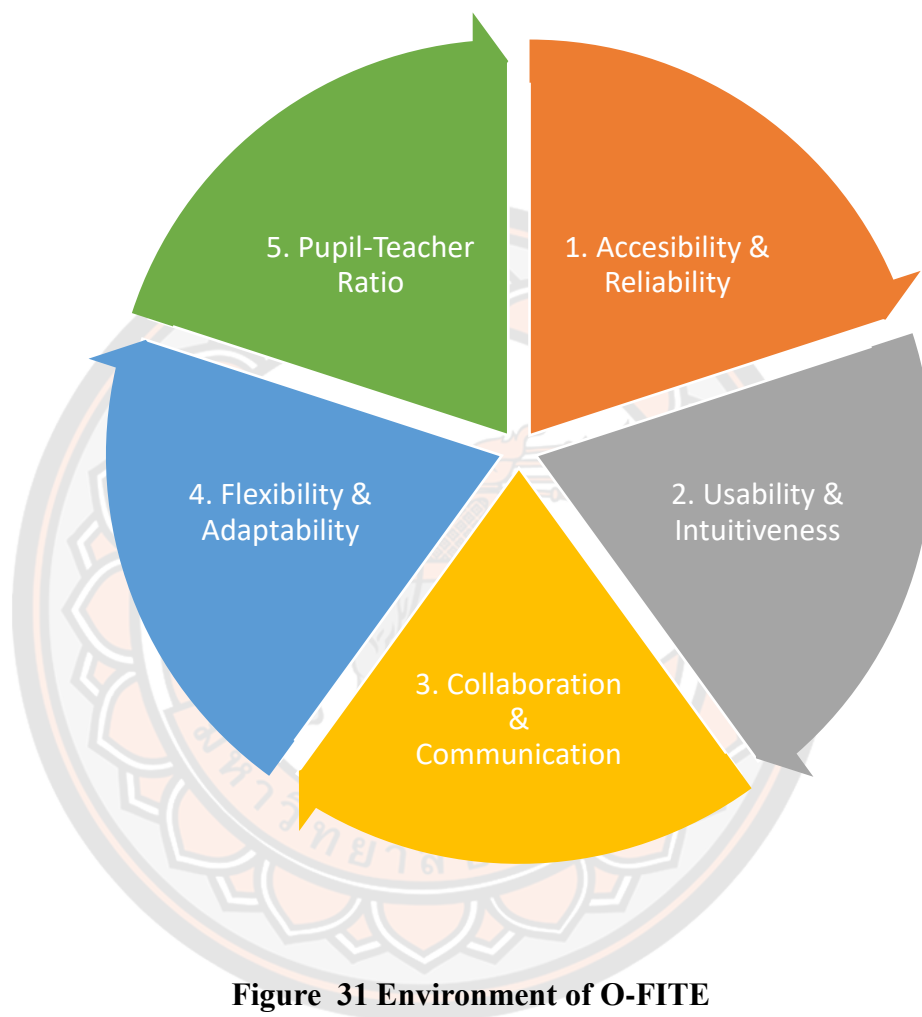 5. Pupil-Teacher
Ratio
1. Accesibility &
Reliability
4. Flexibility &
Adaptability
2. Usability &
Intuitiveness
3. Collaboration
&
Communication
Figure 31 Environment of O-FITE